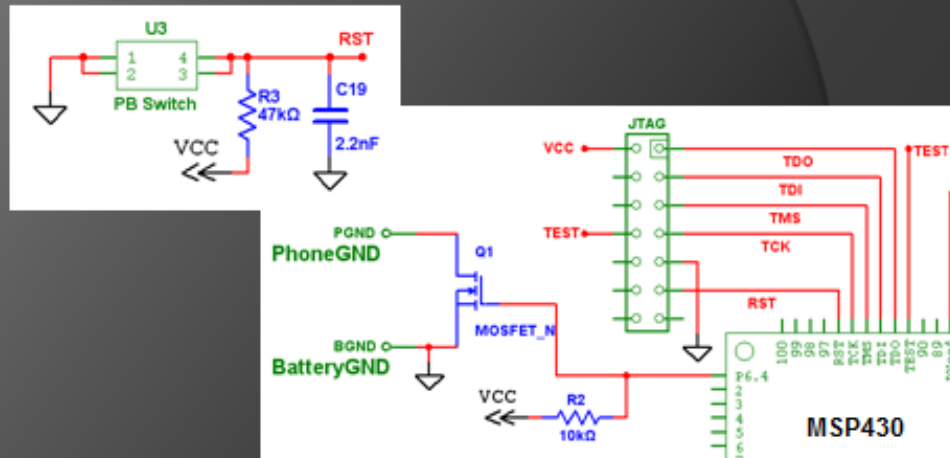 U3
RST
1 4
2 3
PB Switch
R3
47kΩ
C19
2.2nF
VCC
JTAG
VCC
TEST
TDO
TDI
TMS
TEST
TCK
RST
PGND
PhoneGND
Q1
MOSFET_N
BGND
BatteryGND
VCC
R2
10kΩ
100 99 98 97 RST TCK TMS TDI TDO TEST 90 89
P6.4
2
3
4
5
6
MSP430